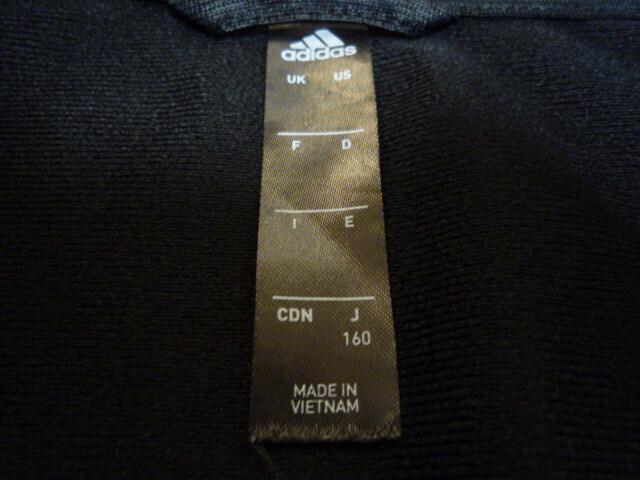 adidas
UK US
F D
I E
CDN J
160
MADE IN
VIETNAM